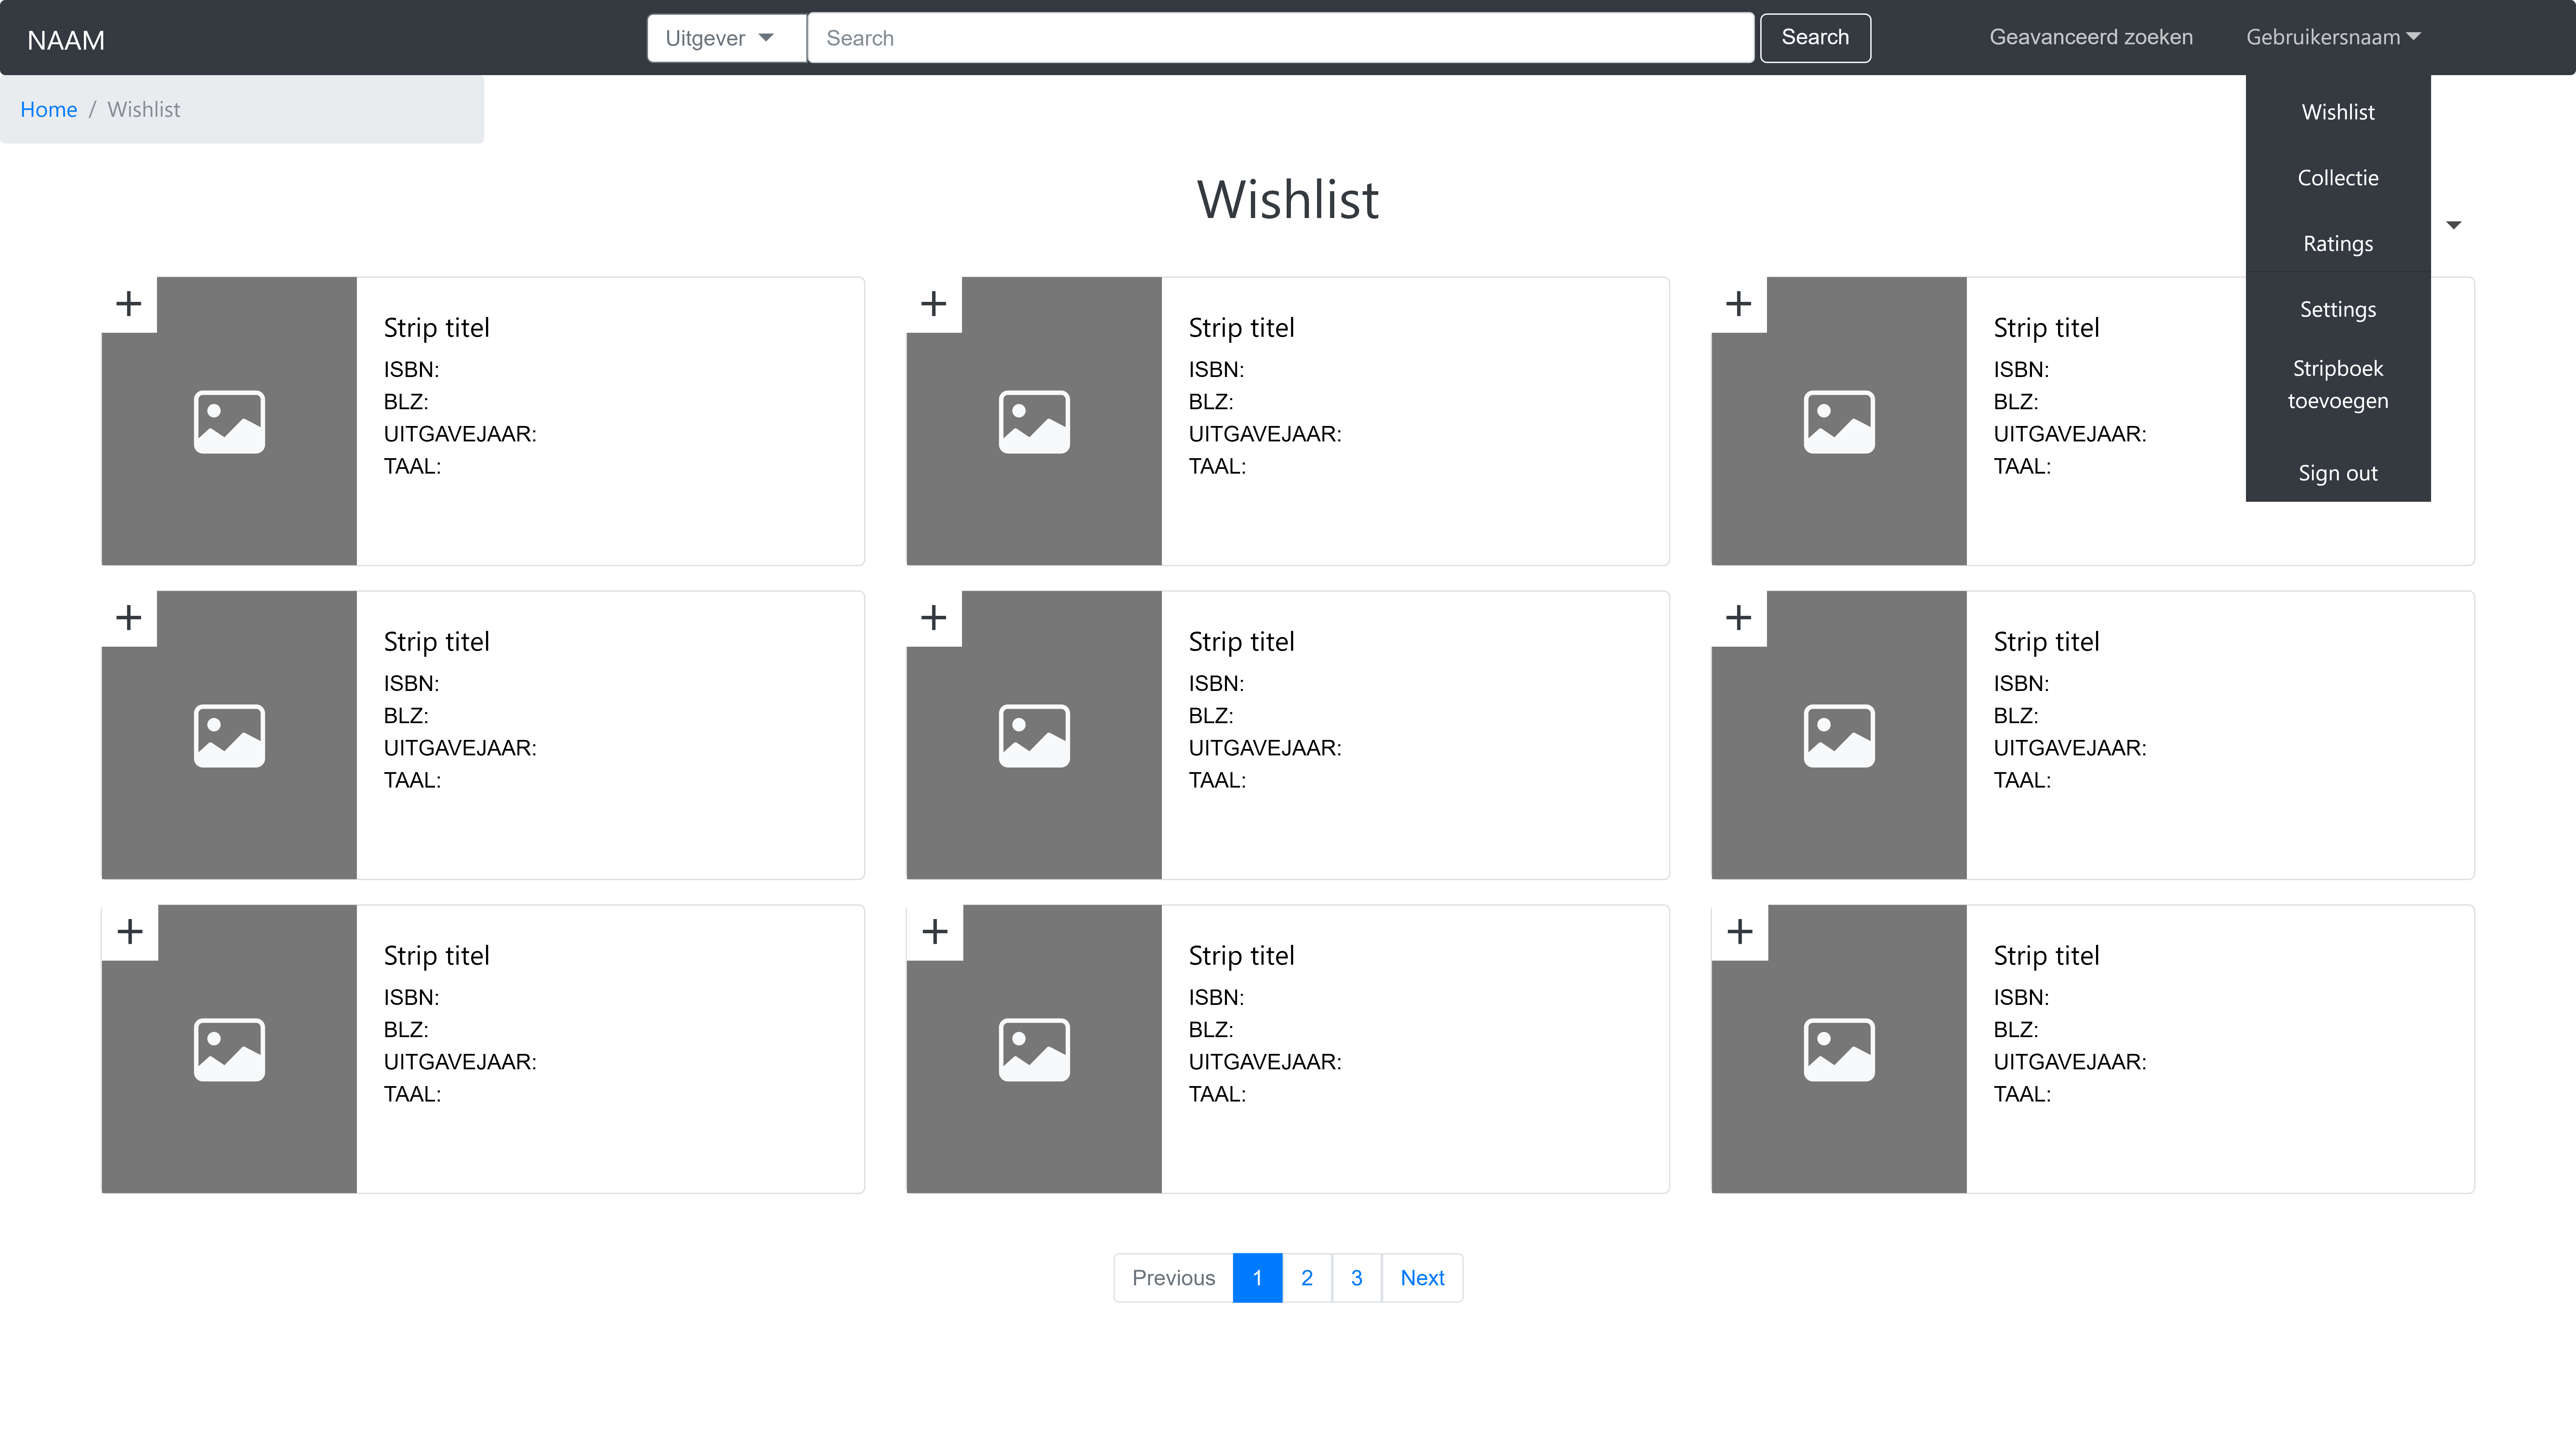 NAAM
Uitgever
Search
Search
Geavanceerd zoeken
Gebruikersnaam
Home / Wishlist
Wishlist
Collectie
Ratings
Settings
Stripboek
toevoegen
Sign out
Wishlist
Strip titel
ISBN:
BLZ:
UITGAVEJAAR:
TAAL:
Strip titel
ISBN:
BLZ:
UITGAVEJAAR:
TAAL:
Strip titel
ISBN:
BLZ:
UITGAVEJAAR:
TAAL:
Strip titel
ISBN:
BLZ:
UITGAVEJAAR:
TAAL:
Strip titel
ISBN:
BLZ:
UITGAVEJAAR:
TAAL:
Strip titel
ISBN:
BLZ:
UITGAVEJAAR:
TAAL:
Strip titel
ISBN:
BLZ:
UITGAVEJAAR:
TAAL:
Strip titel
ISBN:
BLZ:
UITGAVEJAAR:
TAAL:
Strip titel
ISBN:
BLZ:
UITGAVEJAAR:
TAAL:
Previous 1 2 3 Next